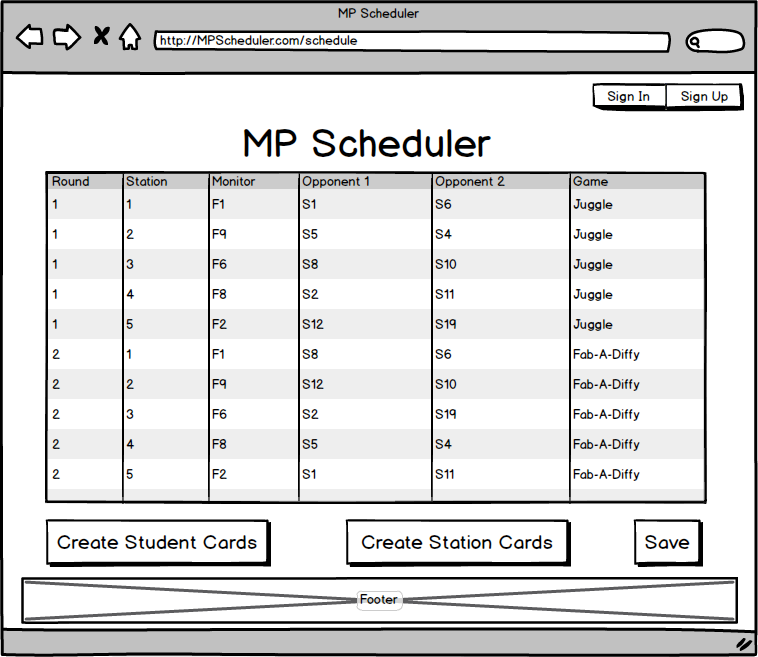 MP Scheduler
http://MPScheduler.com/schedule
Sign In Sign Up
MP Scheduler
Round Station Monitor Opponent 1 Opponent 2 Game
1 1 F1 S1 S6 Juggle
1 2 F9 S5 S4 Juggle
1 3 F6 S8 S10 Juggle
1 4 F8 S2 S11 Juggle
1 5 F2 S12 S19 Juggle
2 1 F1 S8 S6 Fab-A-Diffy
2 2 F9 S12 S10 Fab-A-Diffy
2 3 F6 S2 S19 Fab-A-Diffy
2 4 F8 S5 S4 Fab-A-Diffy
2 5 F2 S1 S11 Fab-A-Diffy
Create Student Cards Create Station Cards Save
Footer